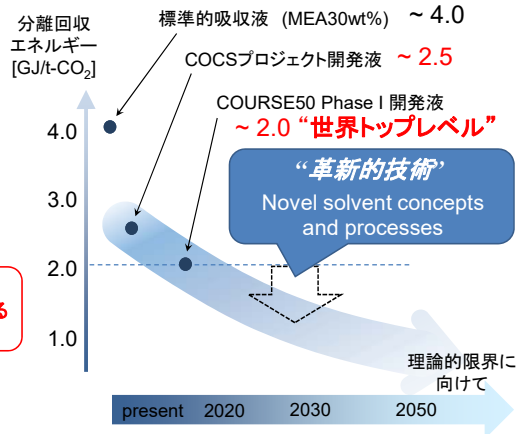 分離回収
エネルギー
[GJ/t-CO₂]
標準的吸収液 (MEA30wt%) ~ 4.0
COCSプロジェクト開発液 ~ 2.5
COURSE50 Phase I 開発液
~ 2.0 “世界トップレベル”
“革新的技術”
Novel solvent concepts
and processes
4.0
3.0
2.0
1.0
る
理論的限界に
向けて
present 2020 2030 2050